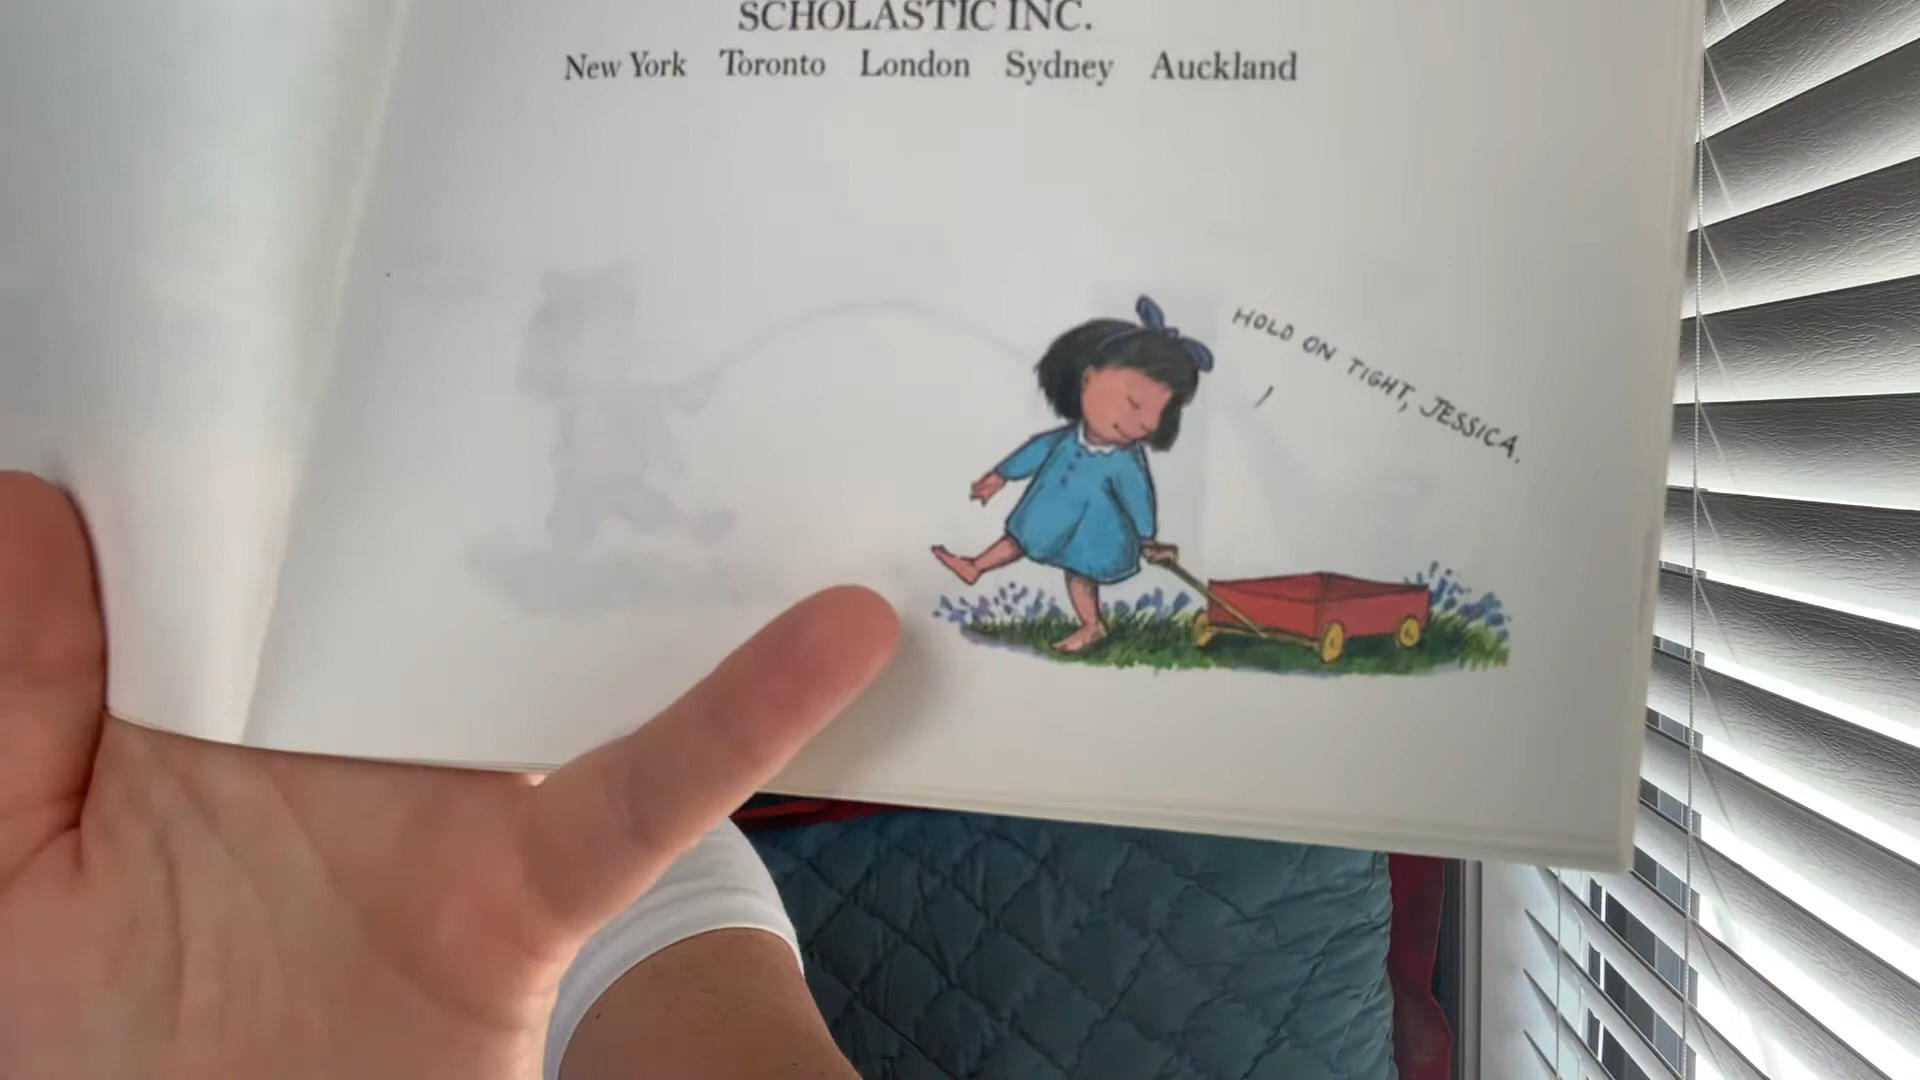 SCHOLASTIC INC.
New York Toronto London Sydney Auckland
HOLD ON TIGHT, JESSICA.